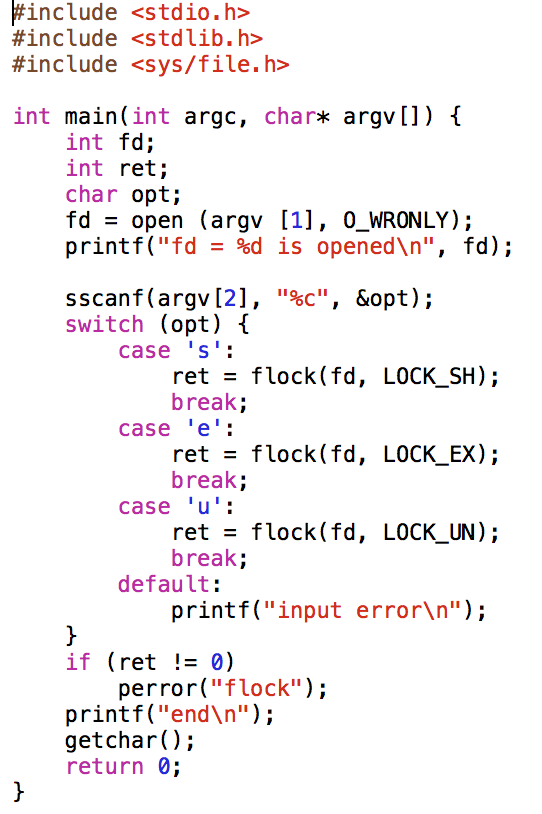 #include <stdio.h>
#include <stdlib.h>
#include <sys/file.h>

int main(int argc, char* argv[]) {
    int fd;
    int ret;
    char opt;
    fd = open (argv [1], O_WRONLY);
    printf("fd = %d is opened\n", fd);

    sscanf(argv[2], "%c", &opt);
    switch (opt) {
        case 's':
            ret = flock(fd, LOCK_SH);
            break;
        case 'e':
            ret = flock(fd, LOCK_EX);
            break;
        case 'u':
            ret = flock(fd, LOCK_UN);
            break;
        default:
            printf("input error\n");
    }
    if (ret != 0)
        perror("flock");
    printf("end\n");
    getchar();
    return 0;
}